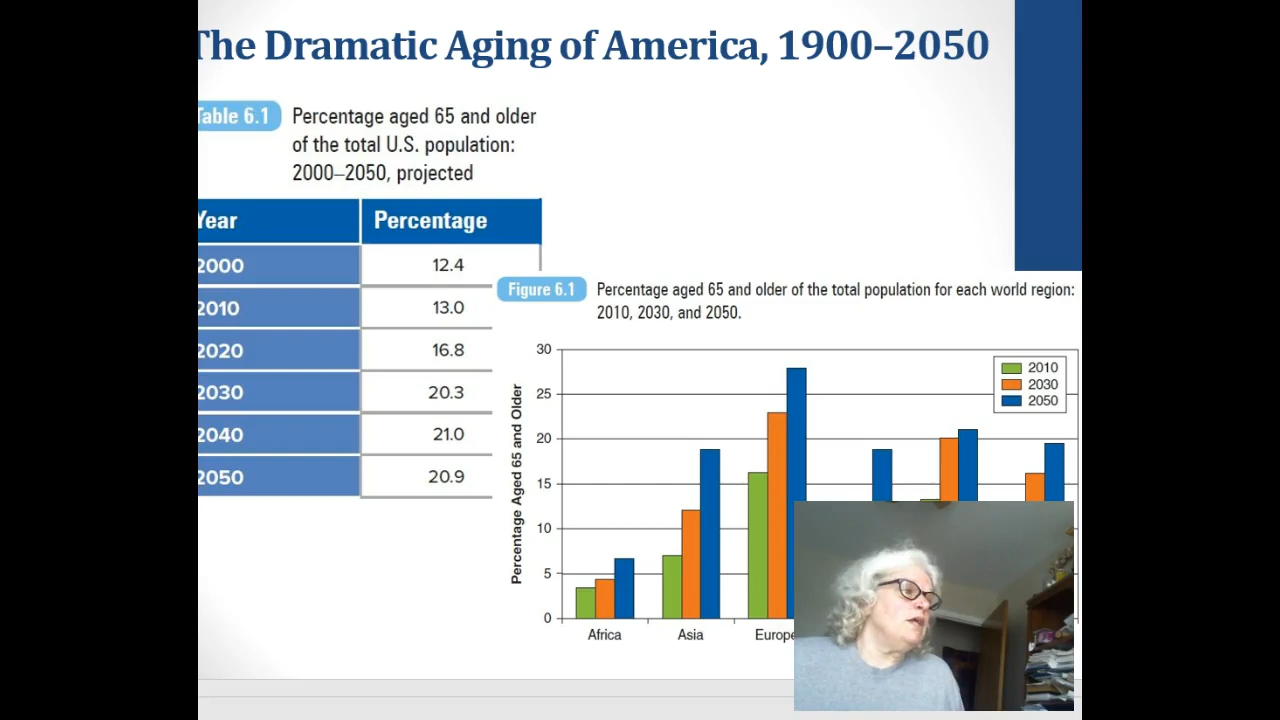 The Dramatic Aging of America, 1900–2050
Table 6.1
Percentage aged 65 and older
of the total U.S. population:
2000–2050, projected
Year Percentage
2000 12.4
2010 13.0
2020 16.8
2030 20.3
2040 21.0
2050 20.9
Figure 6.1
Percentage aged 65 and older of the total population for each world region:
2010, 2030, and 2050.
Percentage Aged 65 and Older
30
25
20
15
10
5
0
2010
2030
2050
Africa Asia Europe